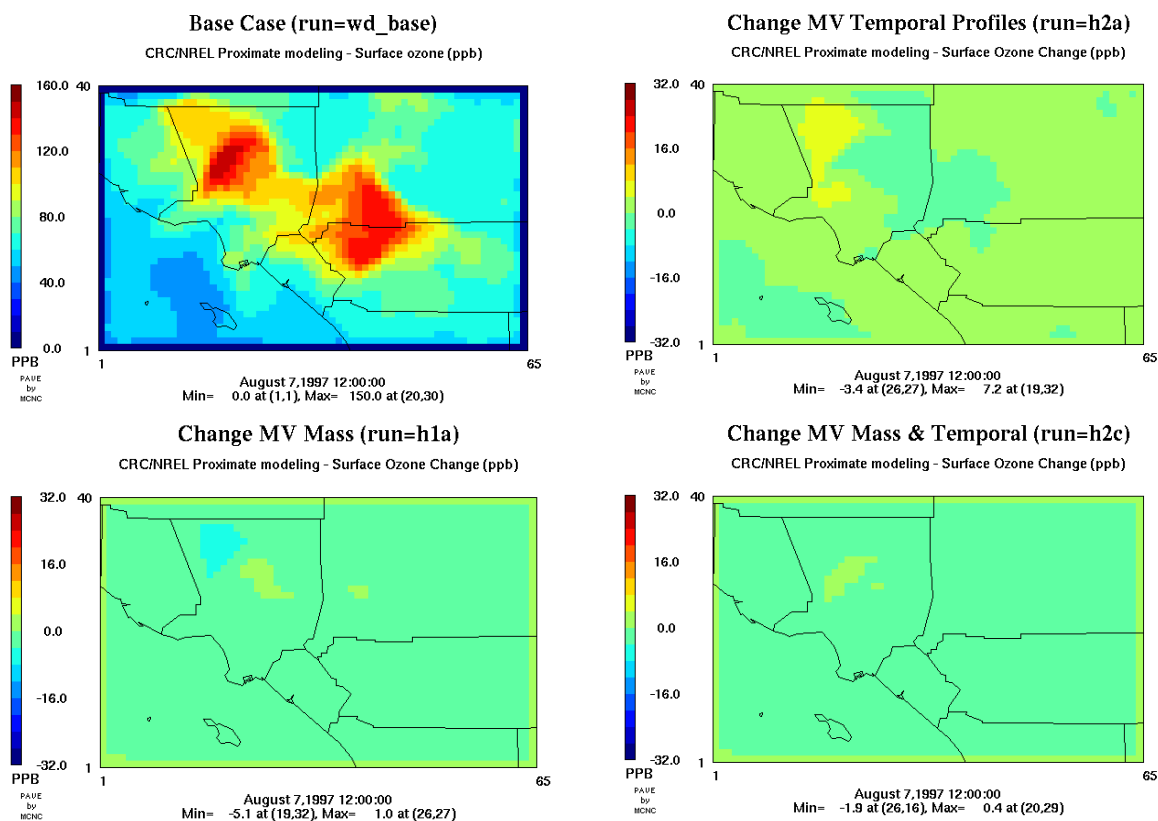 Base Case (run=wd_base)
CRC/NREL Proximate modeling - Surface ozone (ppb)
160.0
120.0
80.0
40.0
0.0
PPB
PAVE
by
MCNC
40
1
1
65
August 7,1997 12:00:00
Min= 0.0 at (1,1), Max= 150.0 at (20,30)
Change MV Temporal Profiles (run=h2a)
CRC/NREL Proximate modeling - Surface Ozone Change (ppb)
32.0
16.0
0.0
-16.0
-32.0
PPB
PAVE
by
MCNC
40
1
1
65
August 7,1997 12:00:00
Min= -3.4 at (26,27), Max= 7.2 at (19,32)
Change MV Mass (run=h1a)
CRC/NREL Proximate modeling - Surface Ozone Change (ppb)
32.0
16.0
0.0
-16.0
-32.0
PPB
PAVE
by
MCNC
40
1
1
65
August 7,1997 12:00:00
Min= -5.1 at (19,32), Max= 1.0 at (26,27)
Change MV Mass & Temporal (run=h2c)
CRC/NREL Proximate modeling - Surface Ozone Change (ppb)
32.0
16.0
0.0
-16.0
-32.0
PPB
PAVE
by
MCNC
40
1
1
65
August 7,1997 12:00:00
Min= -1.9 at (26,16), Max= 0.4 at (20,29)